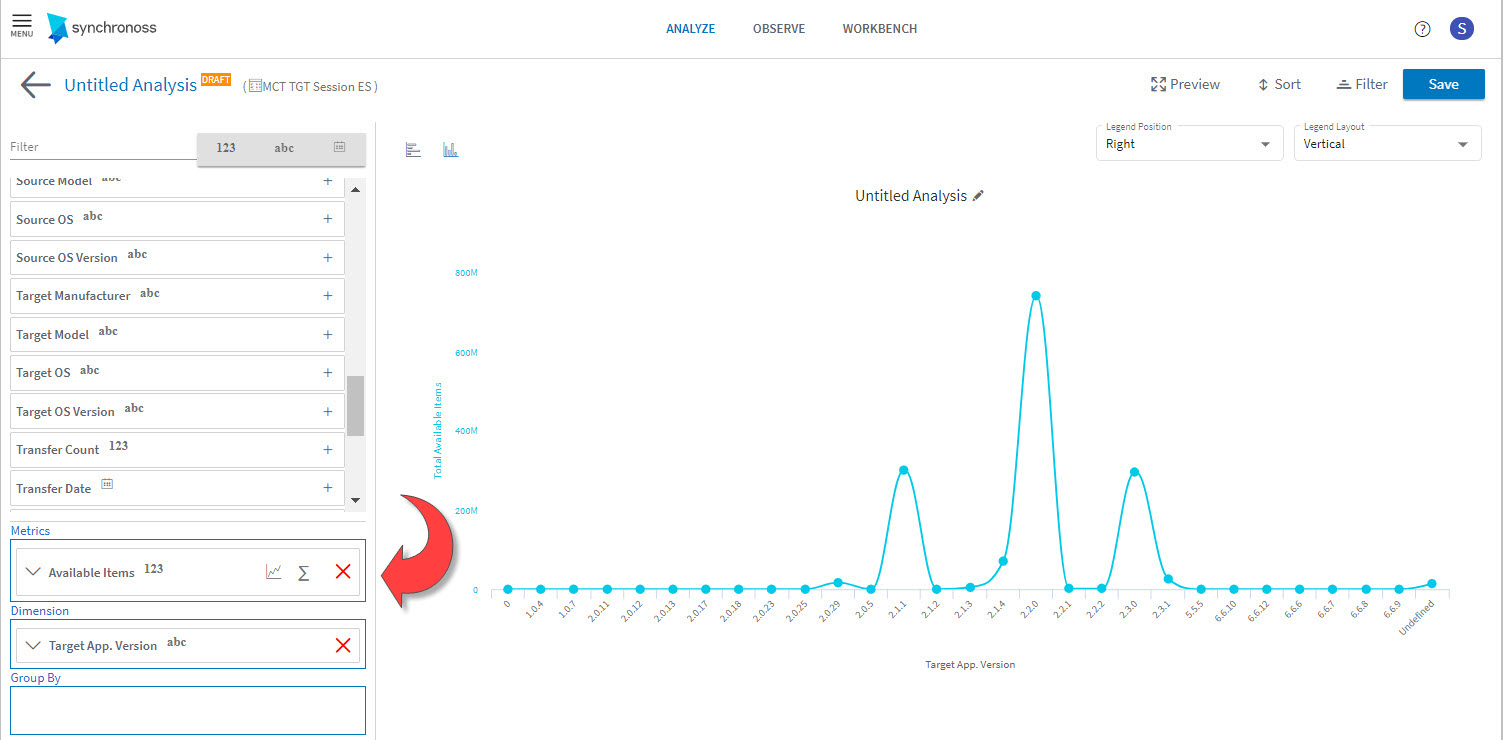 MENU
synchronoss
ANALYZE
OBSERVE
WORKBENCH
?
S
Untitled Analysis DRAFT ( MCT TGT Session ES )
Preview
Sort
Filter
Save
Filter
123
abc
Legend Position
Right
Legend Layout
Vertical
Source Model abc
Source OS abc
Source OS Version abc
Target Manufacturer abc
Target Model abc
Target OS abc
Target OS Version abc
Transfer Count 123
Transfer Date
Metrics
Available Items 123
Σ
Dimension
Target App. Version abc
Group By
Untitled Analysis
800M
600M
400M
200M
0
Total Available Items
0
1.0.4
1.0.7
2.0.11
2.0.12
2.0.13
2.0.17
2.0.18
2.0.23
2.0.25
2.0.29
2.0.5
2.1.1
2.1.2
2.1.3
2.1.4
2.2.0
2.2.1
2.2.2
2.3.0
2.3.1
5.5.5
6.6.10
6.6.12
6.6.6
6.6.7
6.6.8
6.6.9
Undefined
Target App. Version